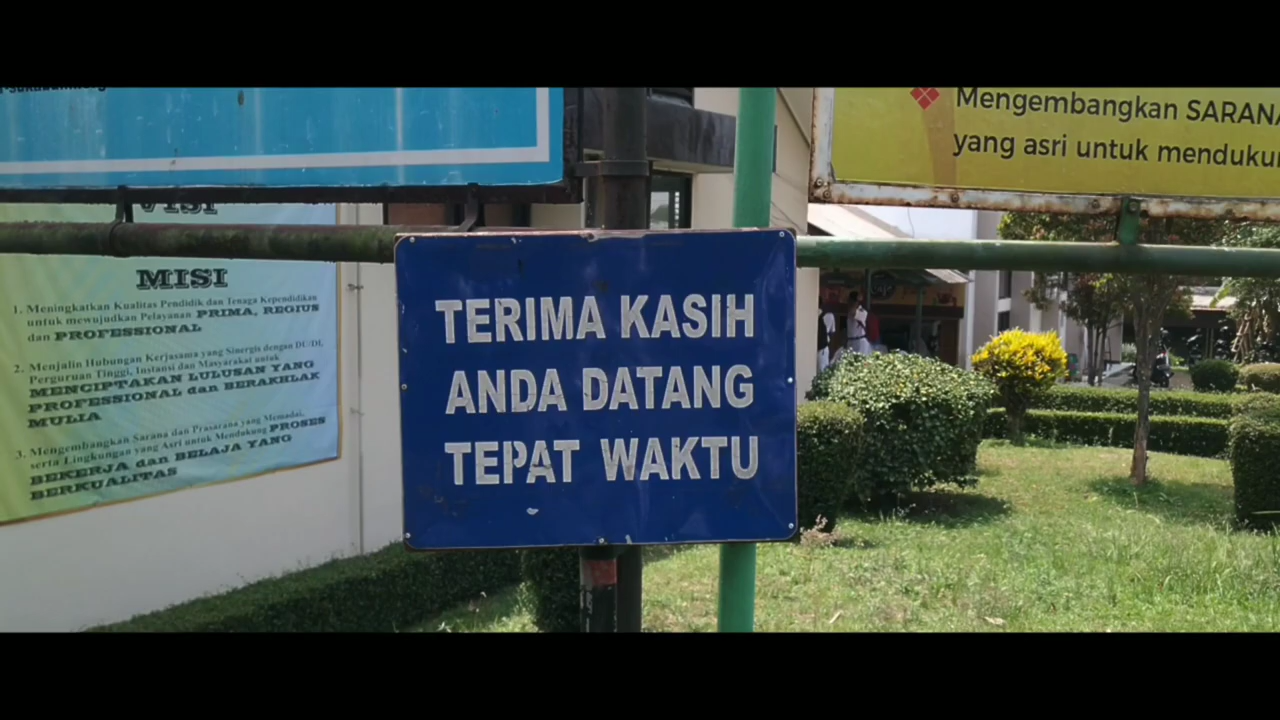 VISI
MISI
1. Meningkatkan Kualitas Pendidik dan Tenaga Kependidikan
untuk mewujudkan Pelayanan PRIMA, REGIUS
dan PROFESSIONAL
2. Menjalin Hubungan Kerjasama yang Sinergis dengan DU/DI,
Perguruan Tinggi, Instansi dan Masyarakat untuk
MENCIPTAKAN LULUSAN YANG
PROFESSIONAL dan BERAKHLAK
MULIA
3. Mengembangkan Sarana dan Prasarana yang Memadai,
serta Lingkungan yang Asri untuk Mendukung PROSES
BEKERJA dan BELAJA YANG
BERKUALITAS
TERIMA KASIH
ANDA DATANG
TEPAT WAKTU
Mengembangkan SARANA
yang asri untuk mendukun